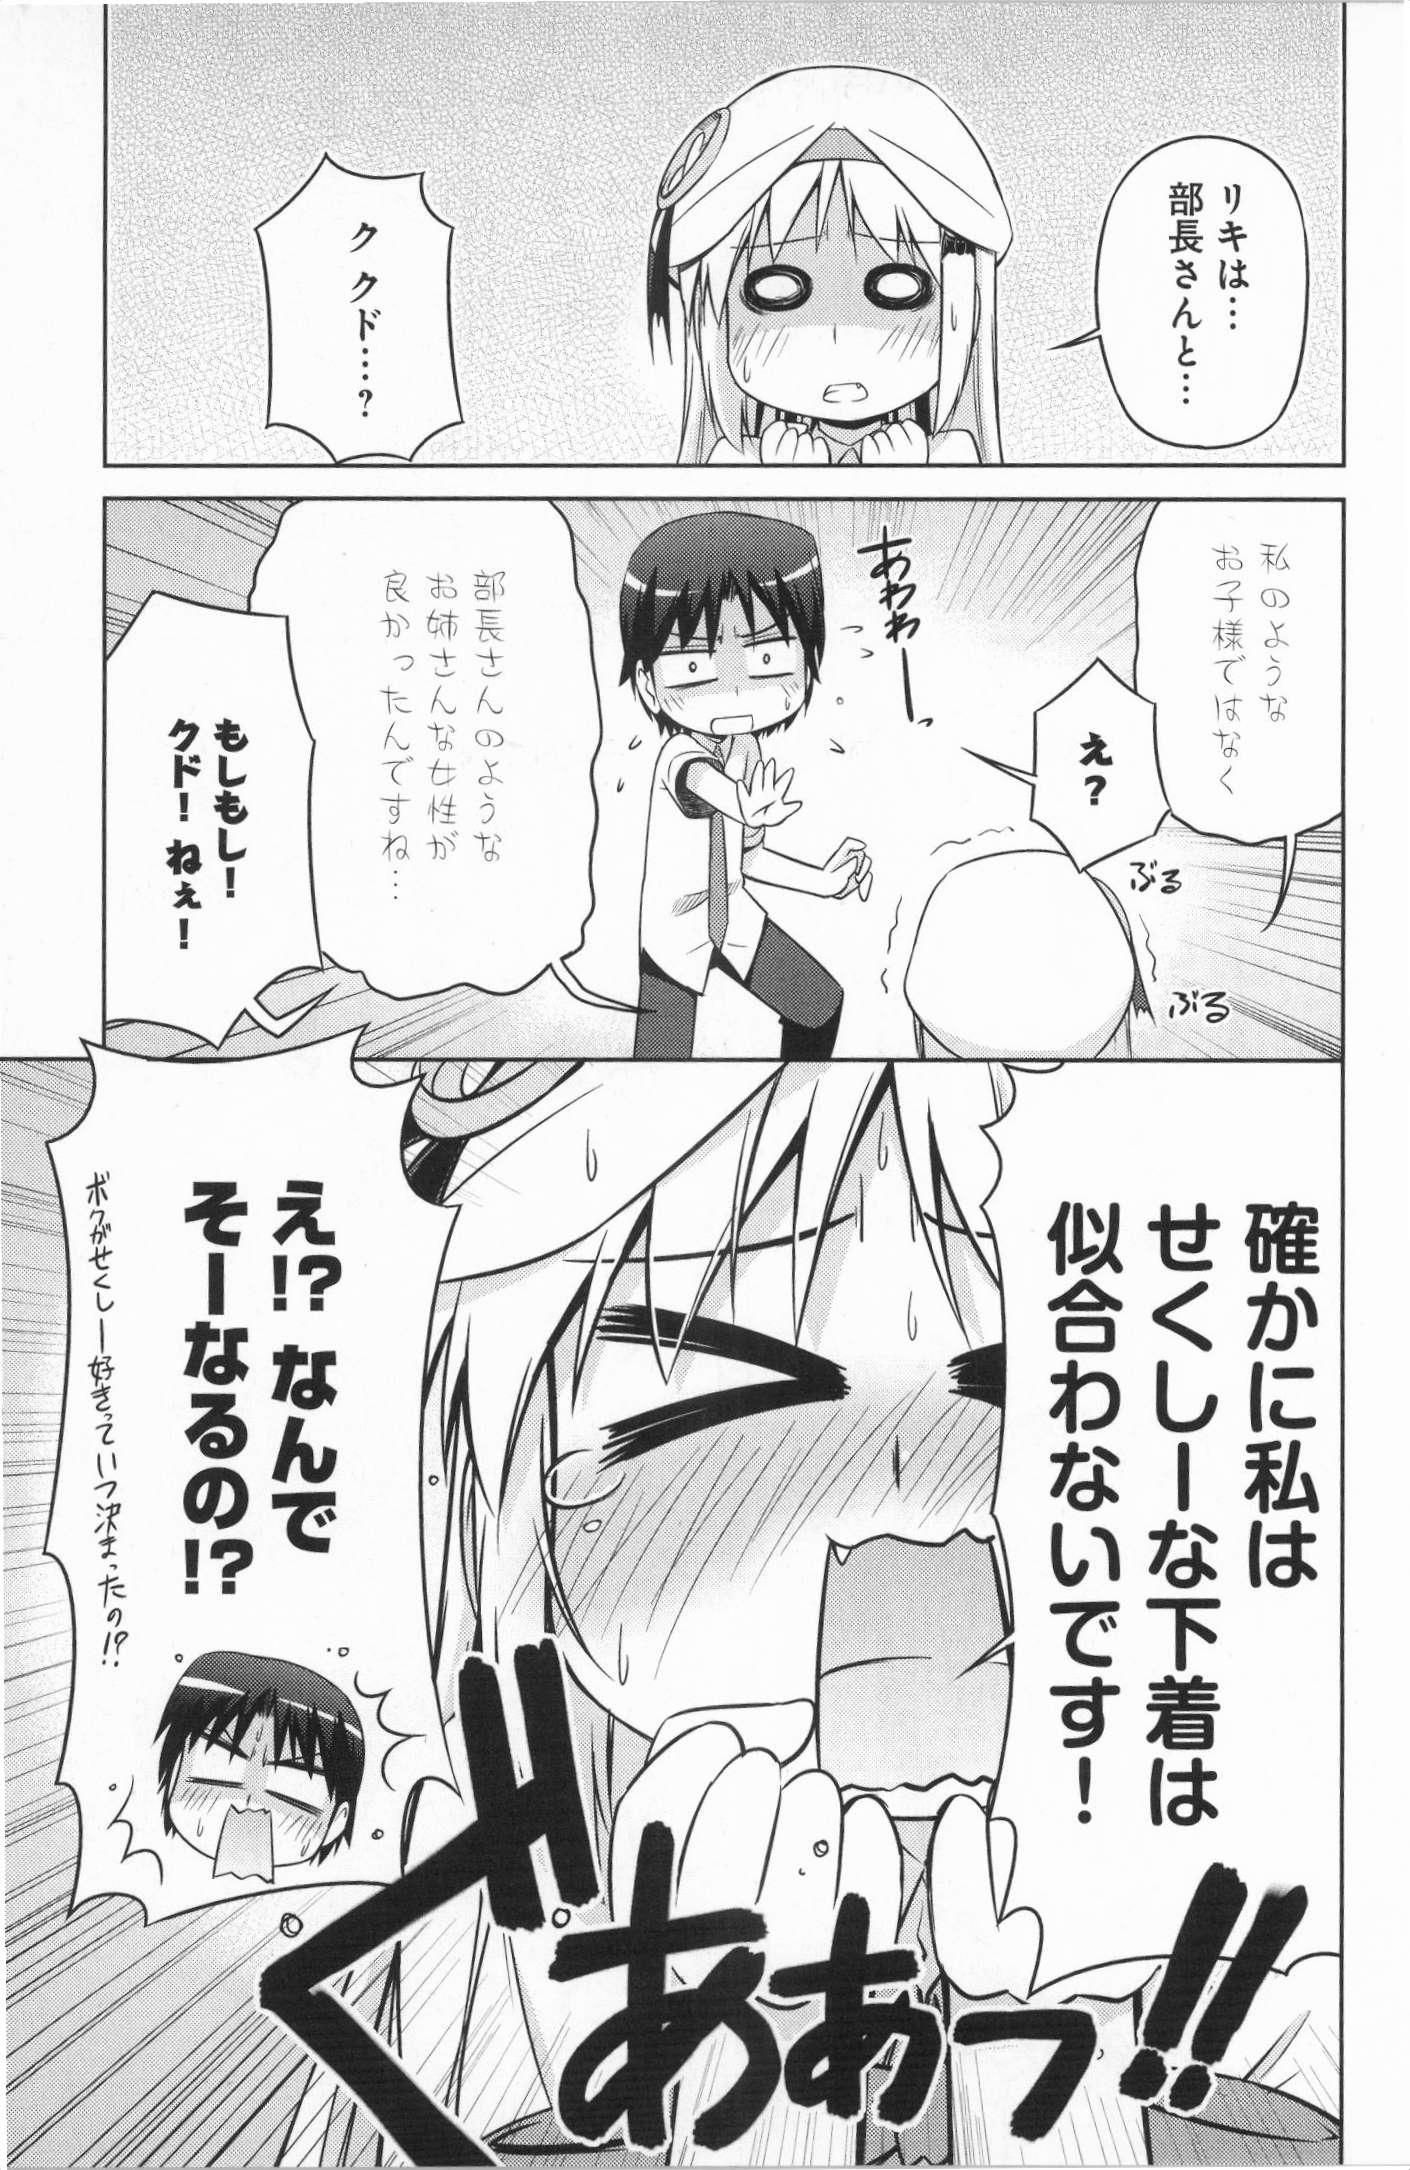 リキは…
部長さんと…
ク クド…？
私のような
お子様ではなく
え？
あわわー
ぶる
ぶる
部長さんのような
お姉さんな女性が
良かったんですね…
もしもし！
クド！ ねぇ！
確かに私は
せくしーな下着は
似合わないです！
え!? なんで
そーなるの!?
ボクがせくしー好きっていつ決まったの!?
ぐああっ!!